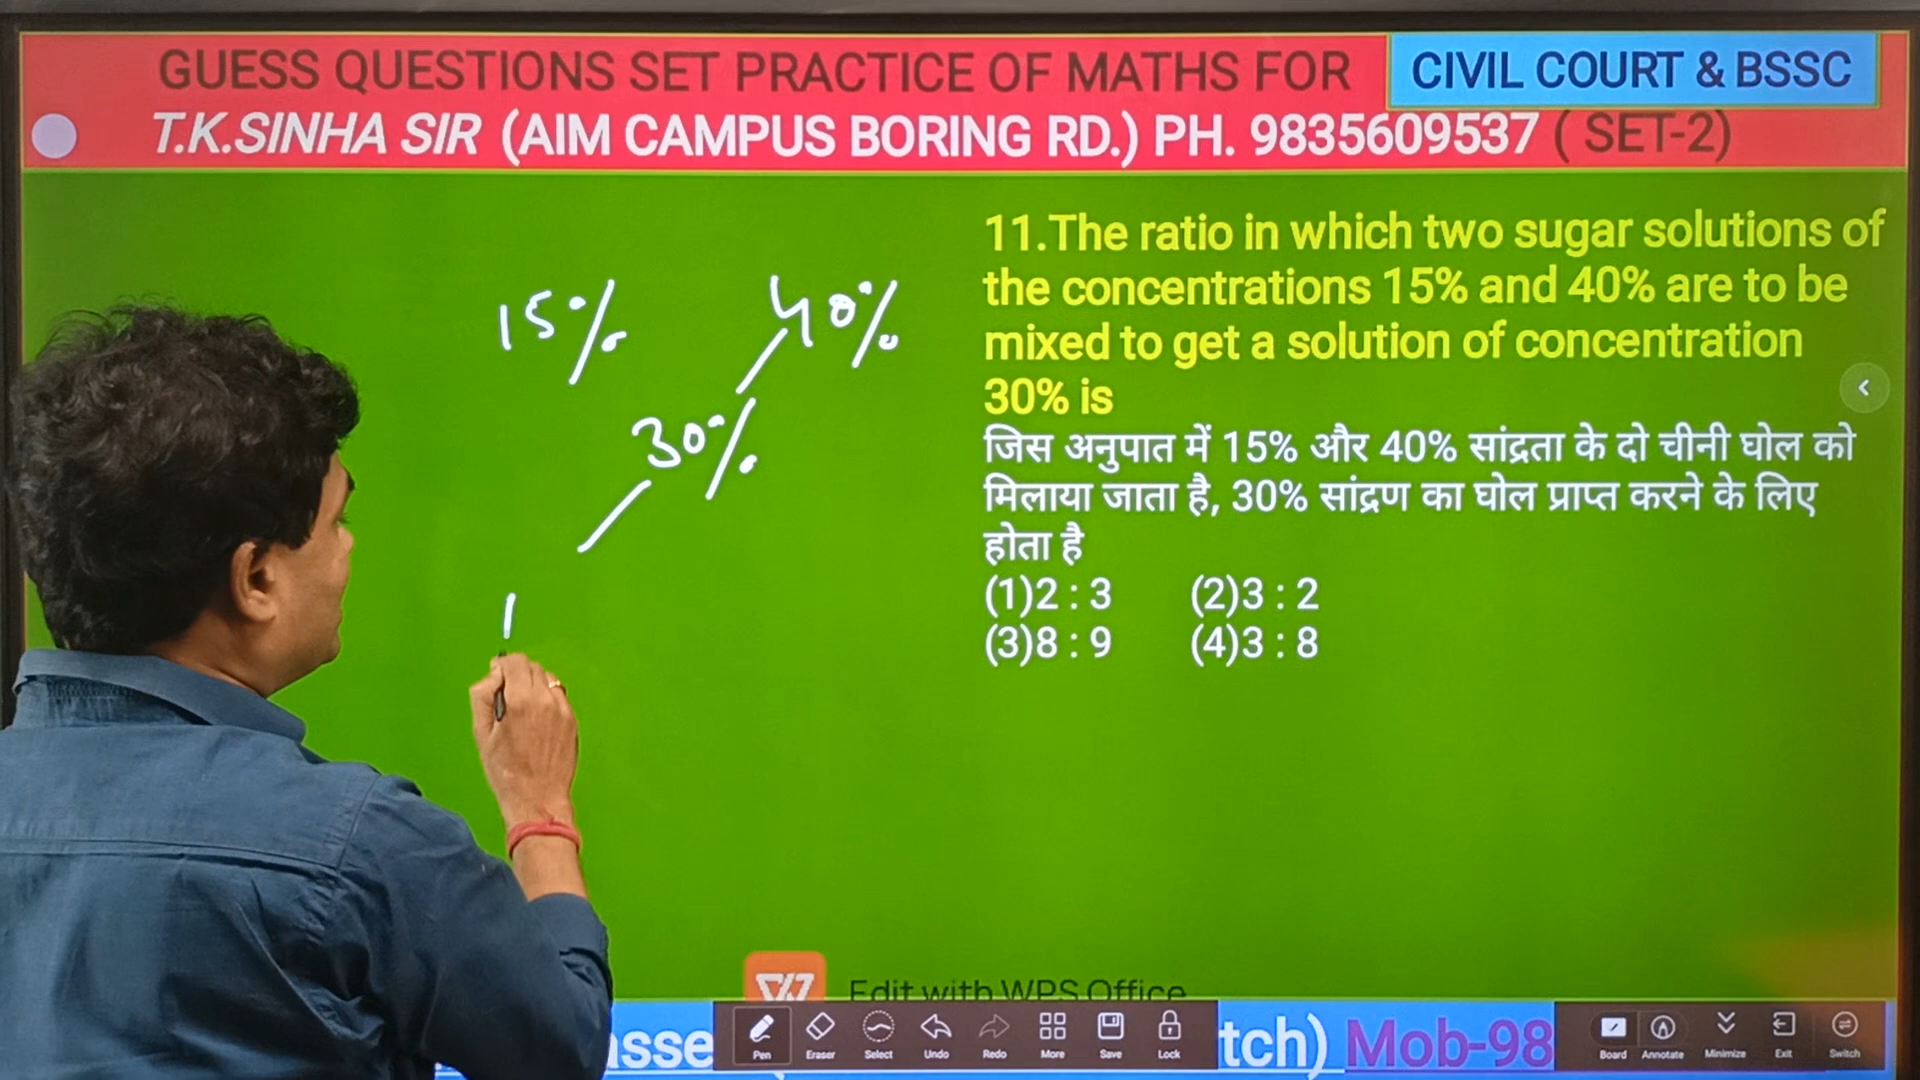 GUESS QUESTIONS SET PRACTICE OF MATHS FOR CIVIL COURT & BSSC
T.K.SINHA SIR (AIM CAMPUS BORING RD.) PH. 9835609537 ( SET-2)
11.The ratio in which two sugar solutions of
the concentrations 15% and 40% are to be
mixed to get a solution of concentration
30% is
जिस अनुपात में 15% और 40% सांद्रता के दो चीनी घोल को
मिलाया जाता है, 30% सांद्रण का घोल प्राप्त करने के लिए
होता है
(1)2 : 3 (2)3 : 2
(3)8 : 9 (4)3 : 8
15% 40%
30%
1
Edit with WPS Office
asse tch) Mob-98
Pen Eraser Select Undo Redo More Save Lock Board Annotate Minimize Exit Switch